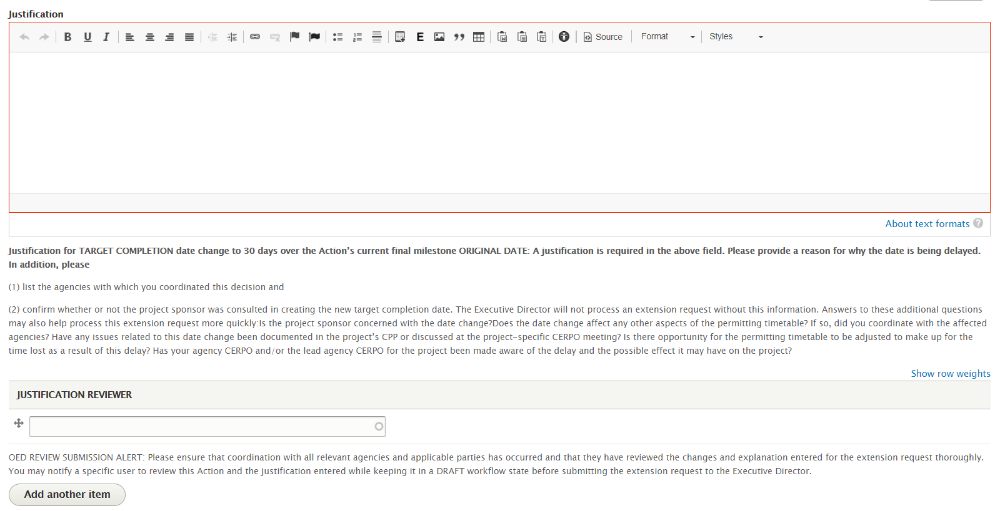 Justification
B U I E Source Format Styles
About text formats ?
Justification for TARGET COMPLETION date change to 30 days over the Action’s current final milestone ORIGINAL DATE: A justification is required in the above field. Please provide a reason for why the date is being delayed.
In addition, please
(1) list the agencies with which you coordinated this decision and
(2) confirm whether or not the project sponsor was consulted in creating the new target completion date. The Executive Director will not process an extension request without this information. Answers to these additional questions
may also help process this extension request more quickly:Is the project sponsor concerned with the date change?Does the date change affect any other aspects of the permitting timetable? If so, did you coordinate with the affected
agencies? Have any issues related to this date change been documented in the project’s CPP or discussed at the project-specific CERPO meeting? Is there opportunity for the permitting timetable to be adjusted to make up for the
time lost as a result of this delay? Has your agency CERPO and/or the lead agency CERPO for the project been made aware of the delay and the possible effect it may have on the project?
Show row weights
JUSTIFICATION REVIEWER
OED REVIEW SUBMISSION ALERT: Please ensure that coordination with all relevant agencies and applicable parties has occurred and that they have reviewed the changes and explanation entered for the extension request thoroughly.
You may notify a specific user to review this Action and the justification entered while keeping it in a DRAFT workflow state before submitting the extension request to the Executive Director.
Add another item